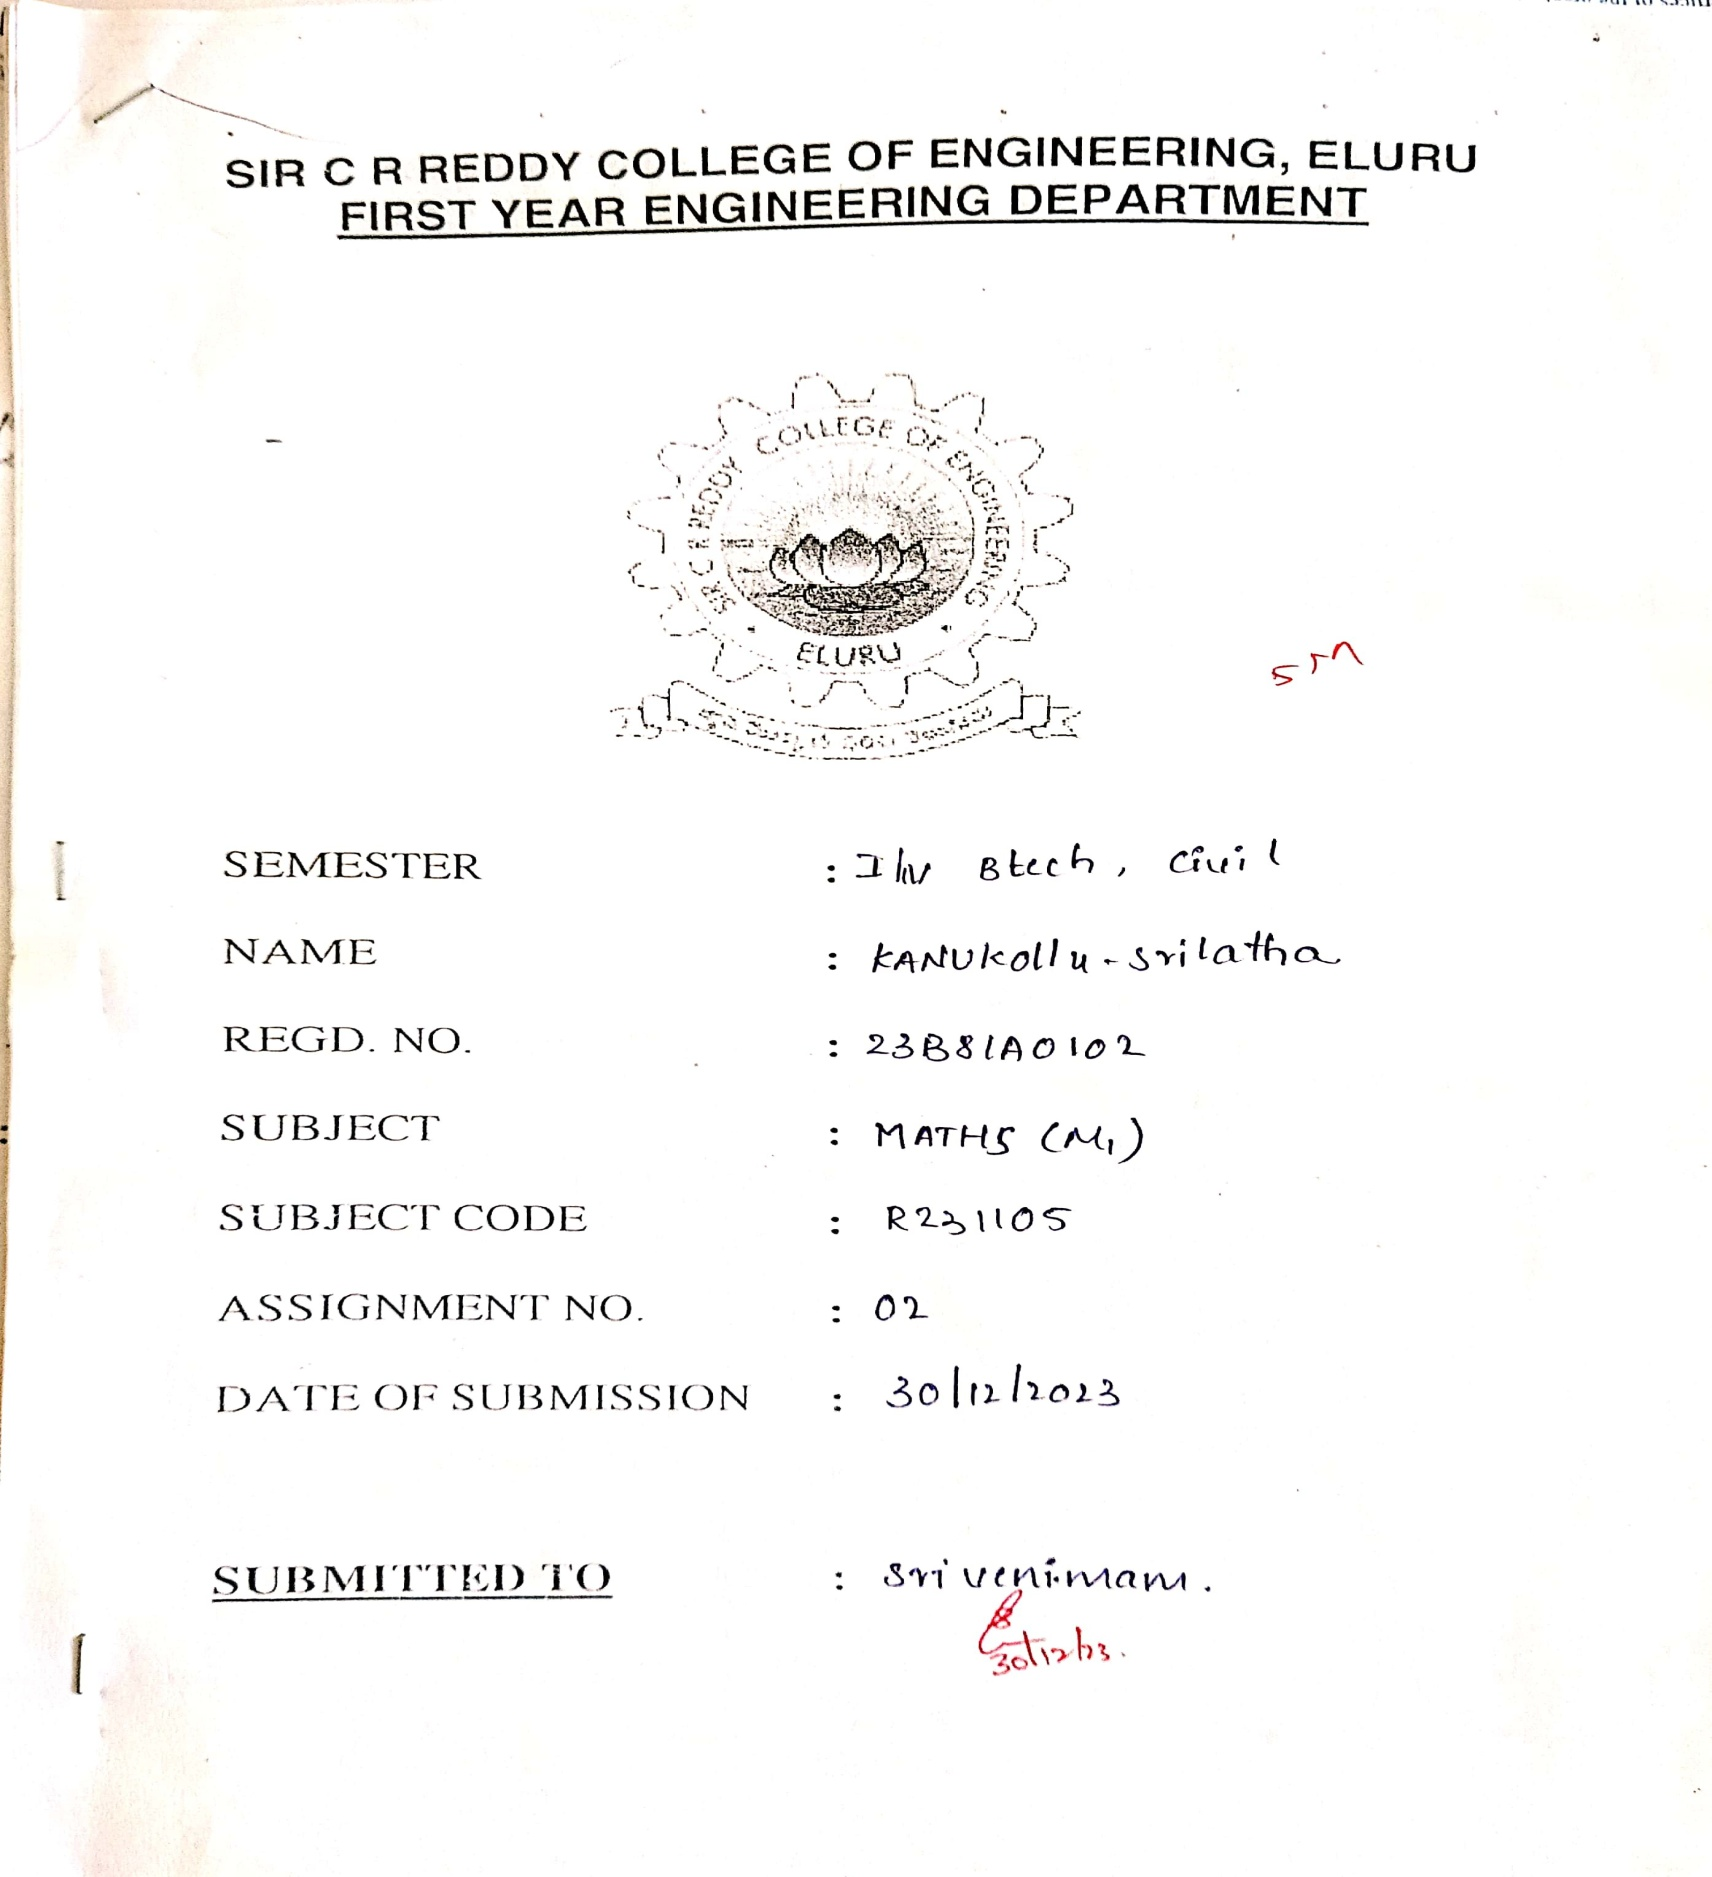 SIR C R REDDY COLLEGE OF ENGINEERING, ELURU
FIRST YEAR ENGINEERING DEPARTMENT
SIR C R REDDY COLLEGE OF ENGINEERING
ELURU
5m
SEMESTER : I/IV Btech, civil
NAME : KANUkollu - srilatha
REGD. NO. : 23B81A0102
SUBJECT : MATHS (M1)
SUBJECT CODE : R231105
ASSIGNMENT NO. : 02
DATE OF SUBMISSION : 30/12/2023
SUBMITTED TO : sri venimam.
30/12/23.